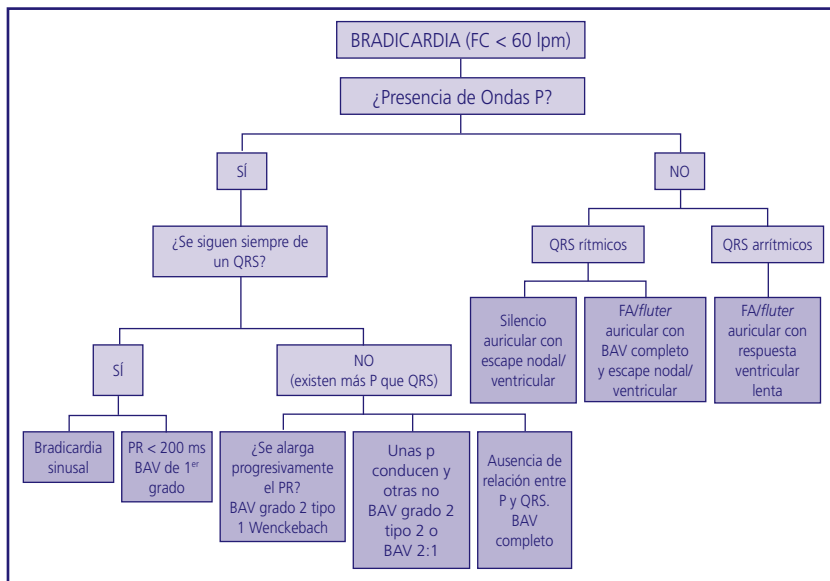 BRADICARDIA (FC < 60 lpm)
¿Presencia de Ondas P?
SÍ
NO
¿Se siguen siempre de
un QRS?
QRS rítmicos
QRS arrítmicos
Silencio
auricular con
escape nodal/
ventricular
FA/fluter
auricular con
BAV completo
y escape nodal/
ventricular
FA/fluter
auricular con
respuesta
ventricular
lenta
SÍ
NO
(existen más P que QRS)
Bradicardia
sinusal
PR < 200 ms
BAV de 1er
grado
¿Se alarga
progresivamente
el PR?
BAV grado 2 tipo
1 Wenckebach
Unas p
conducen y
otras no
BAV grado 2
tipo 2 o
BAV 2:1
Ausencia de
relación entre
P y QRS.
BAV
completo